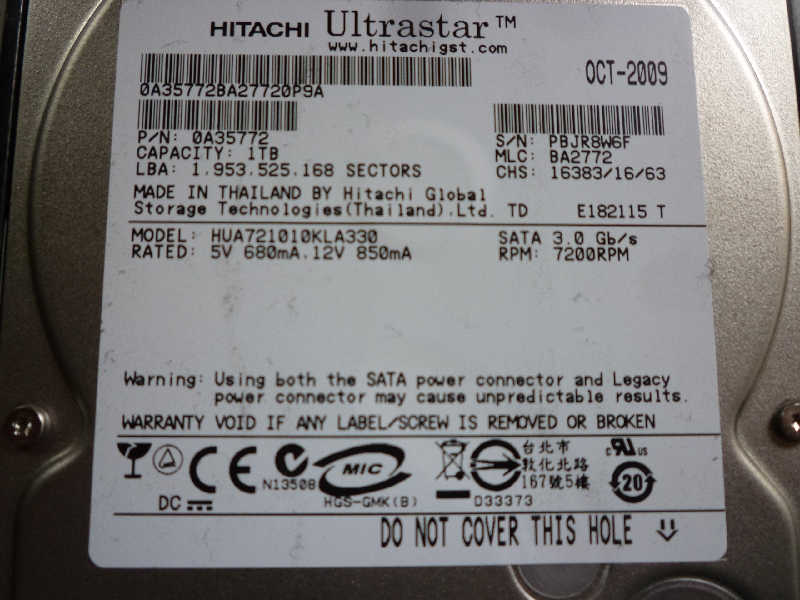 HITACHI Ultrastar™
www.hitachigst.com
OCT-2009
0A35772BA27720P9A
P/N: 0A35772
CAPACITY: 1TB
LBA: 1.953.525.168 SECTORS
S/N: PBJR8W6F
MLC: BA2772
CHS: 16383/16/63
MADE IN THAILAND BY Hitachi Global
Storage Technologies(Thailand).Ltd. TD E182115 T
MODEL: HUA721010KLA330 SATA 3.0 Gb/s
RATED: 5V 680mA.12V 850mA RPM: 7200RPM
Warning: Using both the SATA power connector and Legacy
power connector may cause unpredictable results.
WARRANTY VOID IF ANY LABEL/SCREW IS REMOVED OR BROKEN
CE N13508 MIC
HGS-GMK(B)
D33373
台北市
敦化北路
167號5樓
c UR us
20
DC
DO NOT COVER THIS HOLE